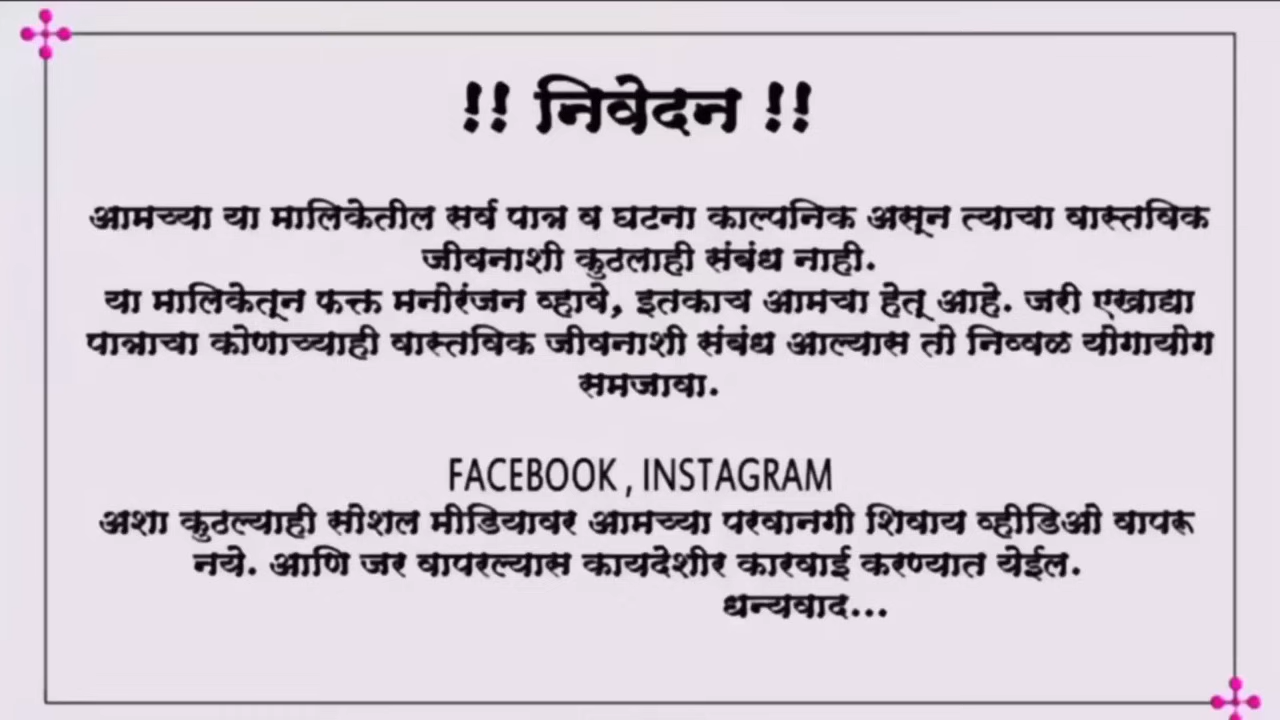 !! निवेदन !!
आमच्या या मालिकेतील सर्व पात्र व घटना काल्पनिक असून त्याचा वास्तविक
जीवनाशी कुठलाही संबंध नाही.
या मालिकेतून फक्त मनोरंजन व्हावे, इतकाच आमचा हेतू आहे. जरी एखाद्या
पात्राचा कोणाच्याही वास्तविक जीवनाशी संबंध आल्यास तो निव्वळ योगायोग
समजावा.
FACEBOOK , INSTAGRAM
अशा कुठल्याही सोशल मीडियावर आमच्या परवानगी शिवाय व्हीडिओ वापरू
नये. आणि जर वापरल्यास कायदेशीर कारवाई करण्यात येईल.
धन्यवाद...